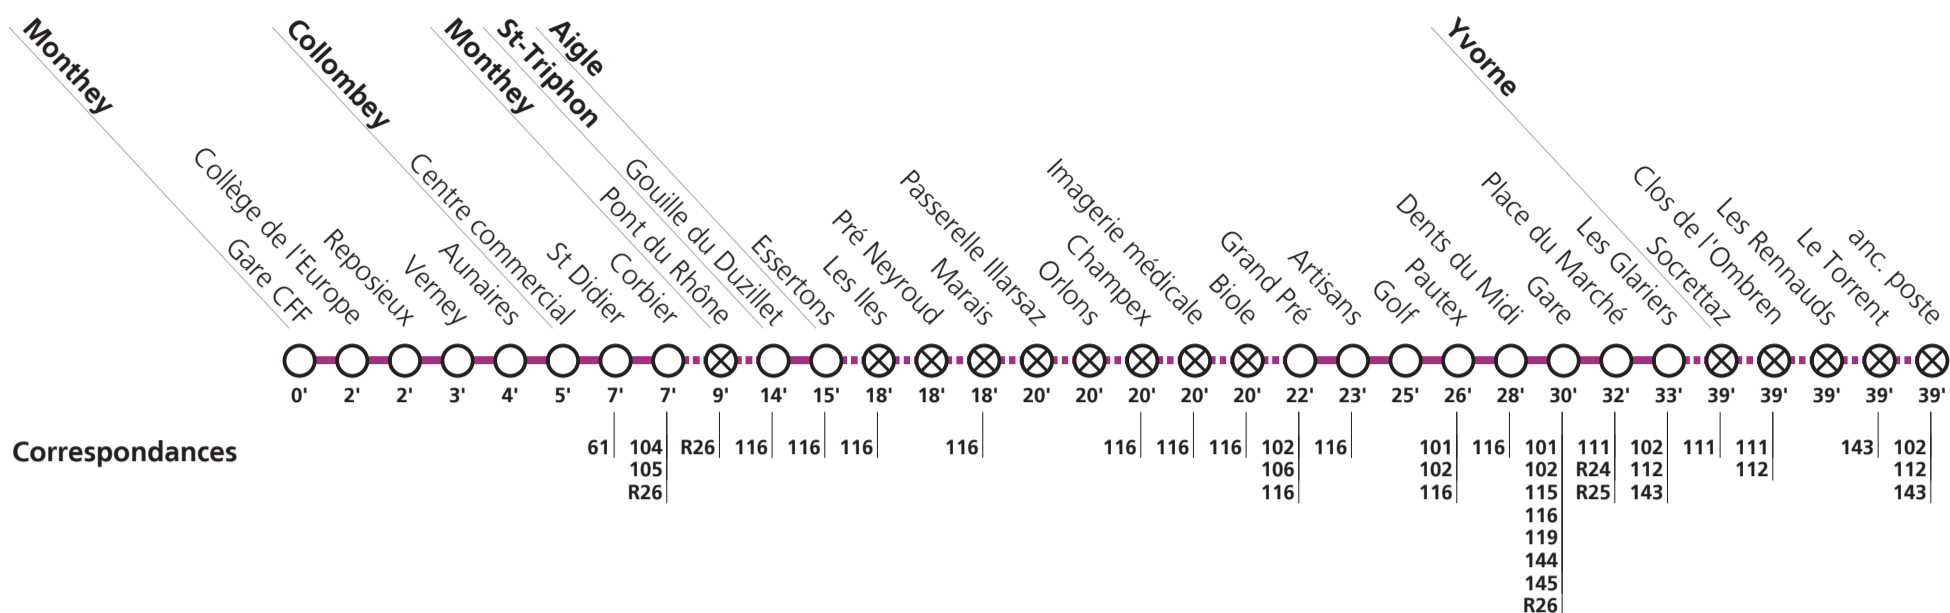 Monthey
Collombey
Monthey
St-Triphon
Aigle
Yvorne
Gare CFF
Collège de l'Europe
Reposieux
Verney
Aunaires
Centre commercial
St Didier
Corbier
Pont du Rhône
Gouille du Duzillet
Essertons
Les Iles
Pré Neyroud
Marais
Passerelle Illarsaz
Orlons
Champex
Imagerie médicale
Biole
Grand Pré
Artisans
Golf
Pautex
Dents du Midi
Gare
Place du Marché
Les Glariers
Socrettaz
Clos de l'Ombren
Les Rennauds
Le Torrent
anc. poste
0' 2' 2' 3' 4' 5' 7' 7' 9' 14' 15' 18' 18' 18' 20' 20' 20' 20' 20' 22' 23' 25' 26' 28' 30' 32' 33' 39' 39' 39' 39' 39'
Correspondances 61 104 R26 116 116 116 116 116 116 116 102 116 101 116 101 111 102 111 111 143 102
105 106 102 102 R24 112 112 112
R26 116 116 115 R25 143 143
116
119
144
145
R26